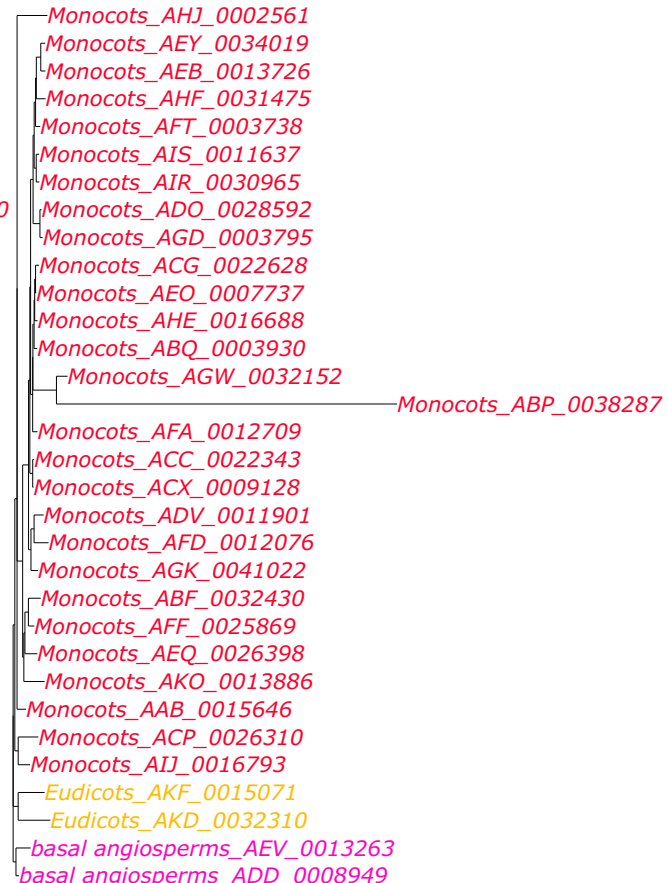 Monocots_AHJ_0002561
Monocots_AEY_0034019
Monocots_AEB_0013726
Monocots_AHF_0031475
Monocots_AFT_0003738
Monocots_AIS_0011637
Monocots_AIR_0030965
Monocots_ADO_0028592
Monocots_AGD_0003795
Monocots_ACG_0022628
Monocots_AEO_0007737
Monocots_AHE_0016688
Monocots_ABQ_0003930
Monocots_AGW_0032152
Monocots_ABP_0038287
Monocots_AFA_0012709
Monocots_ACC_0022343
Monocots_ACX_0009128
Monocots_ADV_0011901
Monocots_AFD_0012076
Monocots_AGK_0041022
Monocots_ABF_0032430
Monocots_AFF_0025869
Monocots_AEQ_0026398
Monocots_AKO_0013886
Monocots_AAB_0015646
Monocots_ACP_0026310
Monocots_AIJ_0016793
Eudicots_AKF_0015071
Eudicots_AKD_0032310
basal angiosperms_AEV_0013263
basal angiosperms_ADD_0008949